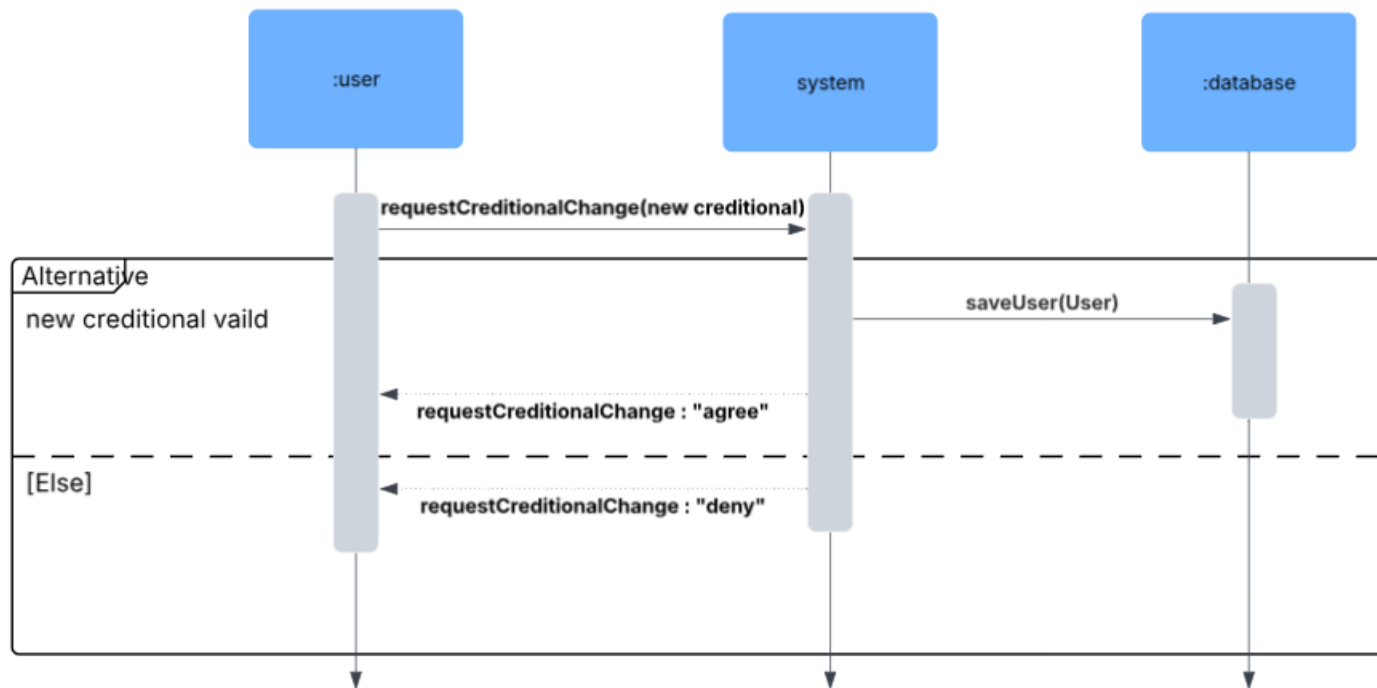 :user
system
:database
requestCreditionalChange(new creditional)
Alternative
new creditional vaild
saveUser(User)
requestCreditionalChange : "agree"
[Else]
requestCreditionalChange : "deny"